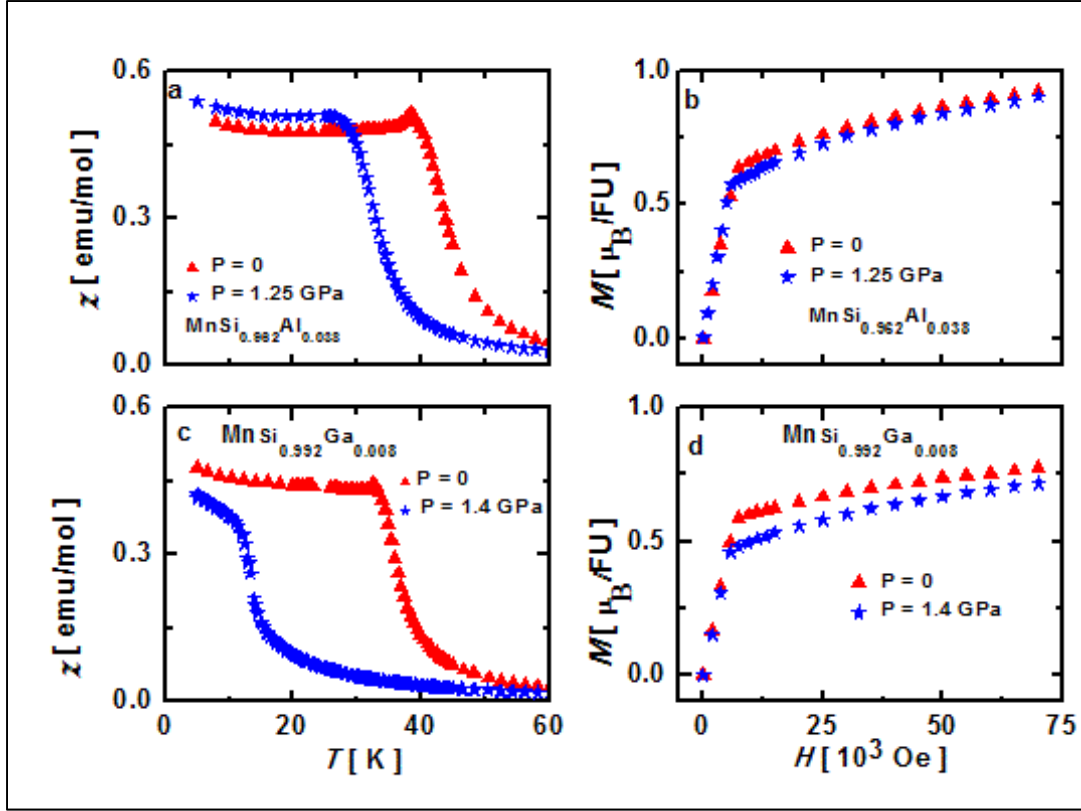 0.6
a
0.3
0.0
χ [ emu/mol]
P = 0
P = 1.25 GPa
MnSi0.962Al0.038
1.0
b
0.5
0.0
M[ μB/FU]
P = 0
P = 1.25 GPa
MnSi0.962Al0.038
0.6
c
MnSi0.992Ga0.008
P = 0
P = 1.4 GPa
0.3
0.0
χ [ emu/mol]
0 20 40 60
T [ K ]
1.0
d
MnSi0.992Ga0.008
0.5
0.0
M[ μB/FU]
P = 0
P = 1.4 GPa
0 25 50 75
H [ 103 Oe ]